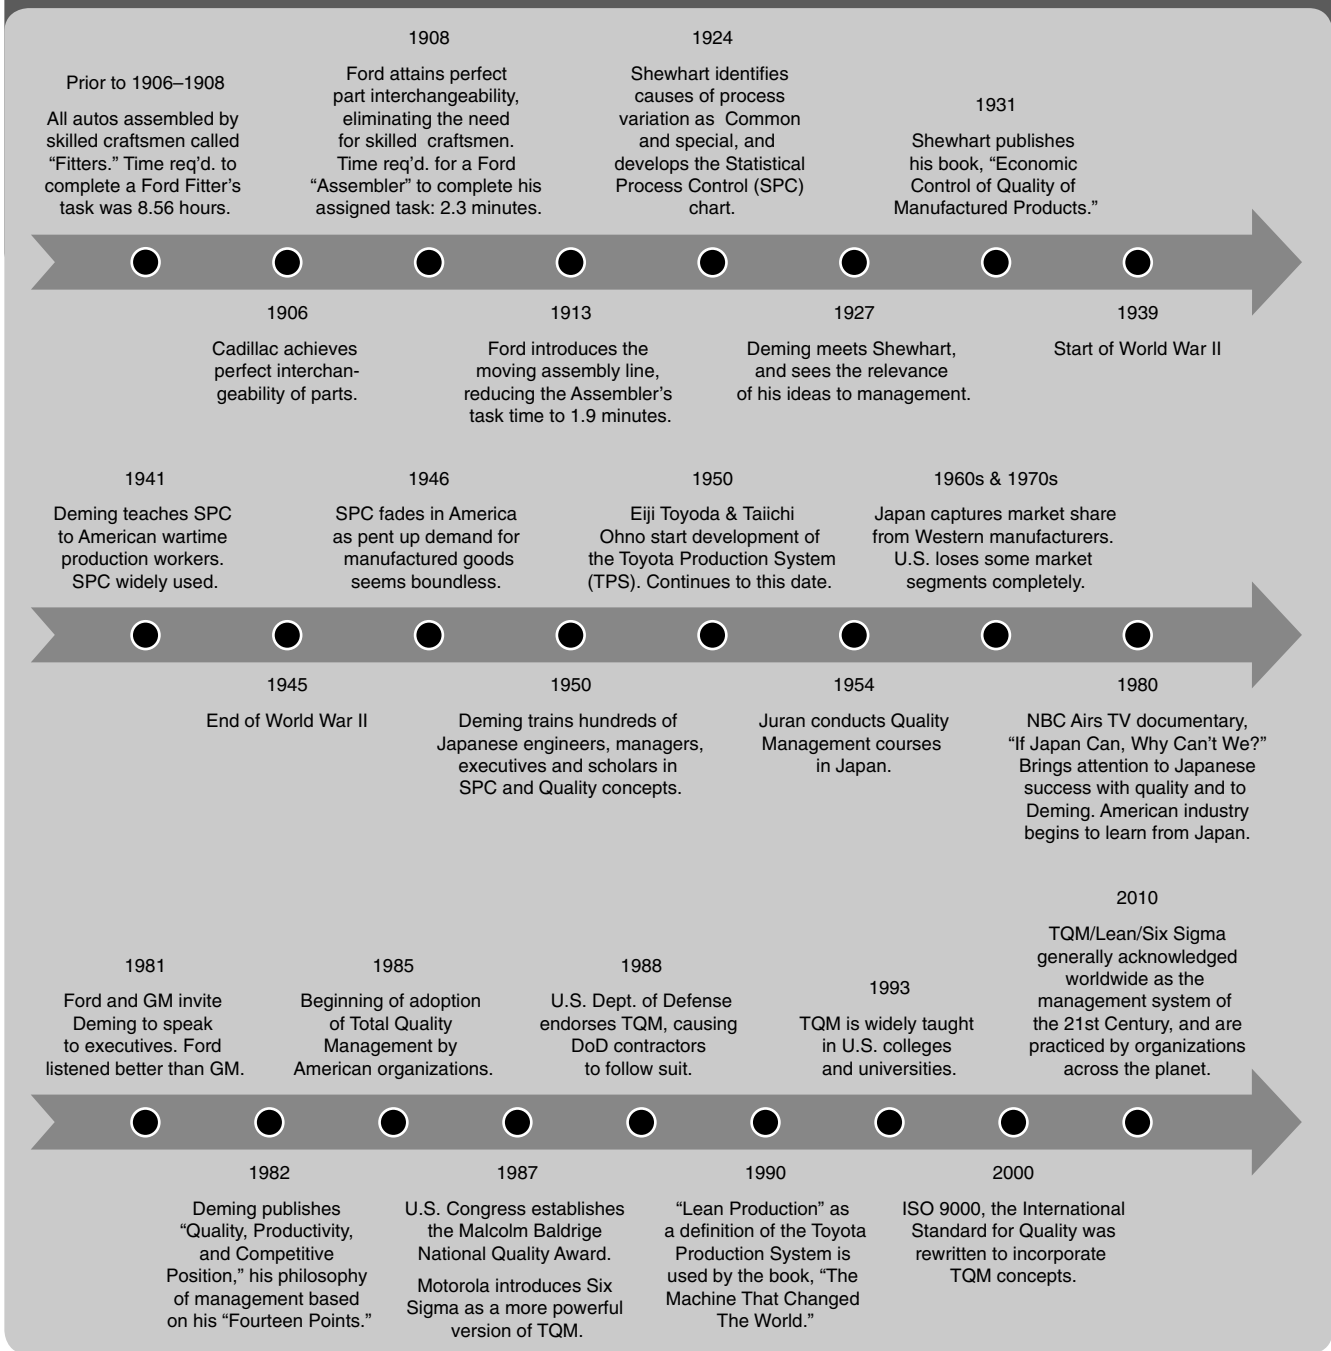 Prior to 1906–1908
All autos assembled by
skilled craftsmen called
“Fitters.” Time req’d. to
complete a Ford Fitter’s
task was 8.56 hours.
1906
Cadillac achieves
perfect interchan-
geability of parts.
1908
Ford attains perfect
part interchangeability,
eliminating the need
for skilled craftsmen.
Time req’d. for a Ford
“Assembler” to complete his
assigned task: 2.3 minutes.
1913
Ford introduces the
moving assembly line,
reducing the Assembler’s
task time to 1.9 minutes.
1924
Shewhart identifies
causes of process
variation as Common
and special, and
develops the Statistical
Process Control (SPC)
chart.
1927
Deming meets Shewhart,
and sees the relevance
of his ideas to management.
1931
Shewhart publishes
his book, “Economic
Control of Quality of
Manufactured Products.”
1939
Start of World War II
1941
Deming teaches SPC
to American wartime
production workers.
SPC widely used.
1945
End of World War II
1946
SPC fades in America
as pent up demand for
manufactured goods
seems boundless.
1950
Deming trains hundreds of
Japanese engineers, managers,
executives and scholars in
SPC and Quality concepts.
1950
Eiji Toyoda & Taiichi
Ohno start development of
the Toyota Production System
(TPS). Continues to this date.
1954
Juran conducts Quality
Management courses
in Japan.
1960s & 1970s
Japan captures market share
from Western manufacturers.
U.S. loses some market
segments completely.
1980
NBC Airs TV documentary,
“If Japan Can, Why Can’t We?”
Brings attention to Japanese
success with quality and to
Deming. American industry
begins to learn from Japan.
1981
Ford and GM invite
Deming to speak
to executives. Ford
listened better than GM.
1982
Deming publishes
“Quality, Productivity,
and Competitive
Position,” his philosophy
of management based
on his “Fourteen Points.”
1985
Beginning of adoption
of Total Quality
Management by
American organizations.
1987
U.S. Congress establishes
the Malcolm Baldrige
National Quality Award.
Motorola introduces Six
Sigma as a more powerful
version of TQM.
1988
U.S. Dept. of Defense
endorses TQM, causing
DoD contractors
to follow suit.
1990
“Lean Production” as
a definition of the Toyota
Production System is
used by the book, “The
Machine That Changed
The World.”
1993
TQM is widely taught
in U.S. colleges
and universities.
2000
ISO 9000, the International
Standard for Quality was
rewritten to incorporate
TQM concepts.
2010
TQM/Lean/Six Sigma
generally acknowledged
worldwide as the
management system of
the 21st Century, and are
practiced by organizations
across the planet.